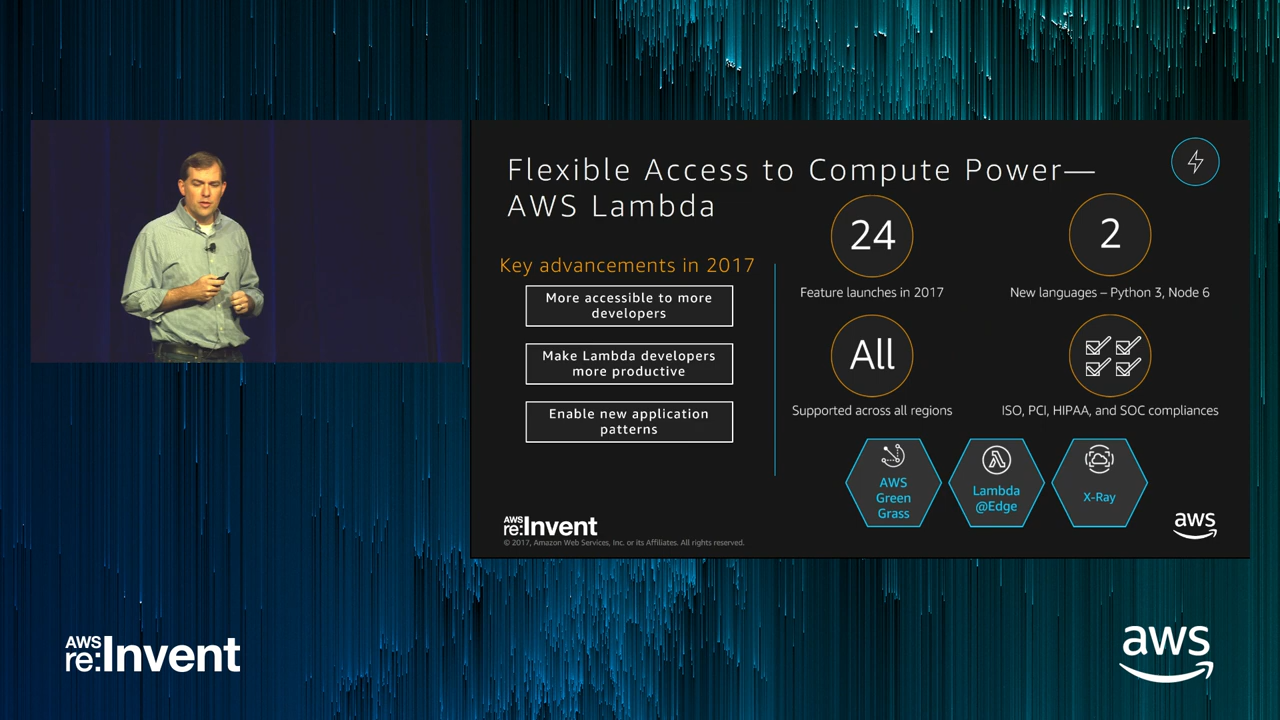 Flexible Access to Compute Power—
AWS Lambda
Key advancements in 2017
More accessible to more
developers
Make Lambda developers
more productive
Enable new application
patterns
24
Feature launches in 2017
2
New languages – Python 3, Node 6
All
Supported across all regions
ISO, PCI, HIPAA, and SOC compliances
AWS
Green
Grass
Lambda
@Edge
X-Ray
AWS
re:Invent
© 2017, Amazon Web Services, Inc. or its Affiliates. All rights reserved.
aws
AWS
re:Invent
aws